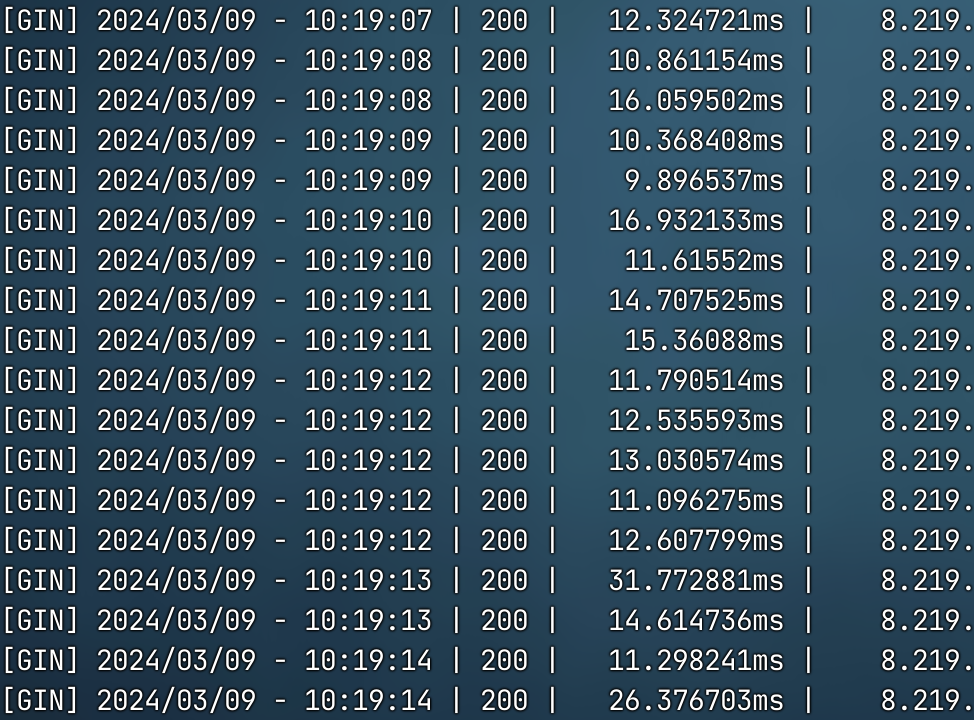 [GIN] 2024/03/09 - 10:19:07 | 200 | 12.324721ms | 8.219.
[GIN] 2024/03/09 - 10:19:08 | 200 | 10.861154ms | 8.219.
[GIN] 2024/03/09 - 10:19:08 | 200 | 16.059502ms | 8.219.
[GIN] 2024/03/09 - 10:19:09 | 200 | 10.368408ms | 8.219.
[GIN] 2024/03/09 - 10:19:09 | 200 | 9.896537ms | 8.219.
[GIN] 2024/03/09 - 10:19:10 | 200 | 16.932133ms | 8.219.
[GIN] 2024/03/09 - 10:19:10 | 200 | 11.61552ms | 8.219.
[GIN] 2024/03/09 - 10:19:11 | 200 | 14.707525ms | 8.219.
[GIN] 2024/03/09 - 10:19:11 | 200 | 15.36088ms | 8.219.
[GIN] 2024/03/09 - 10:19:12 | 200 | 11.790514ms | 8.219.
[GIN] 2024/03/09 - 10:19:12 | 200 | 12.535593ms | 8.219.
[GIN] 2024/03/09 - 10:19:12 | 200 | 13.030574ms | 8.219.
[GIN] 2024/03/09 - 10:19:12 | 200 | 11.096275ms | 8.219.
[GIN] 2024/03/09 - 10:19:12 | 200 | 12.607799ms | 8.219.
[GIN] 2024/03/09 - 10:19:13 | 200 | 31.772881ms | 8.219.
[GIN] 2024/03/09 - 10:19:13 | 200 | 14.614736ms | 8.219.
[GIN] 2024/03/09 - 10:19:14 | 200 | 11.298241ms | 8.219.
[GIN] 2024/03/09 - 10:19:14 | 200 | 26.376703ms | 8.219.